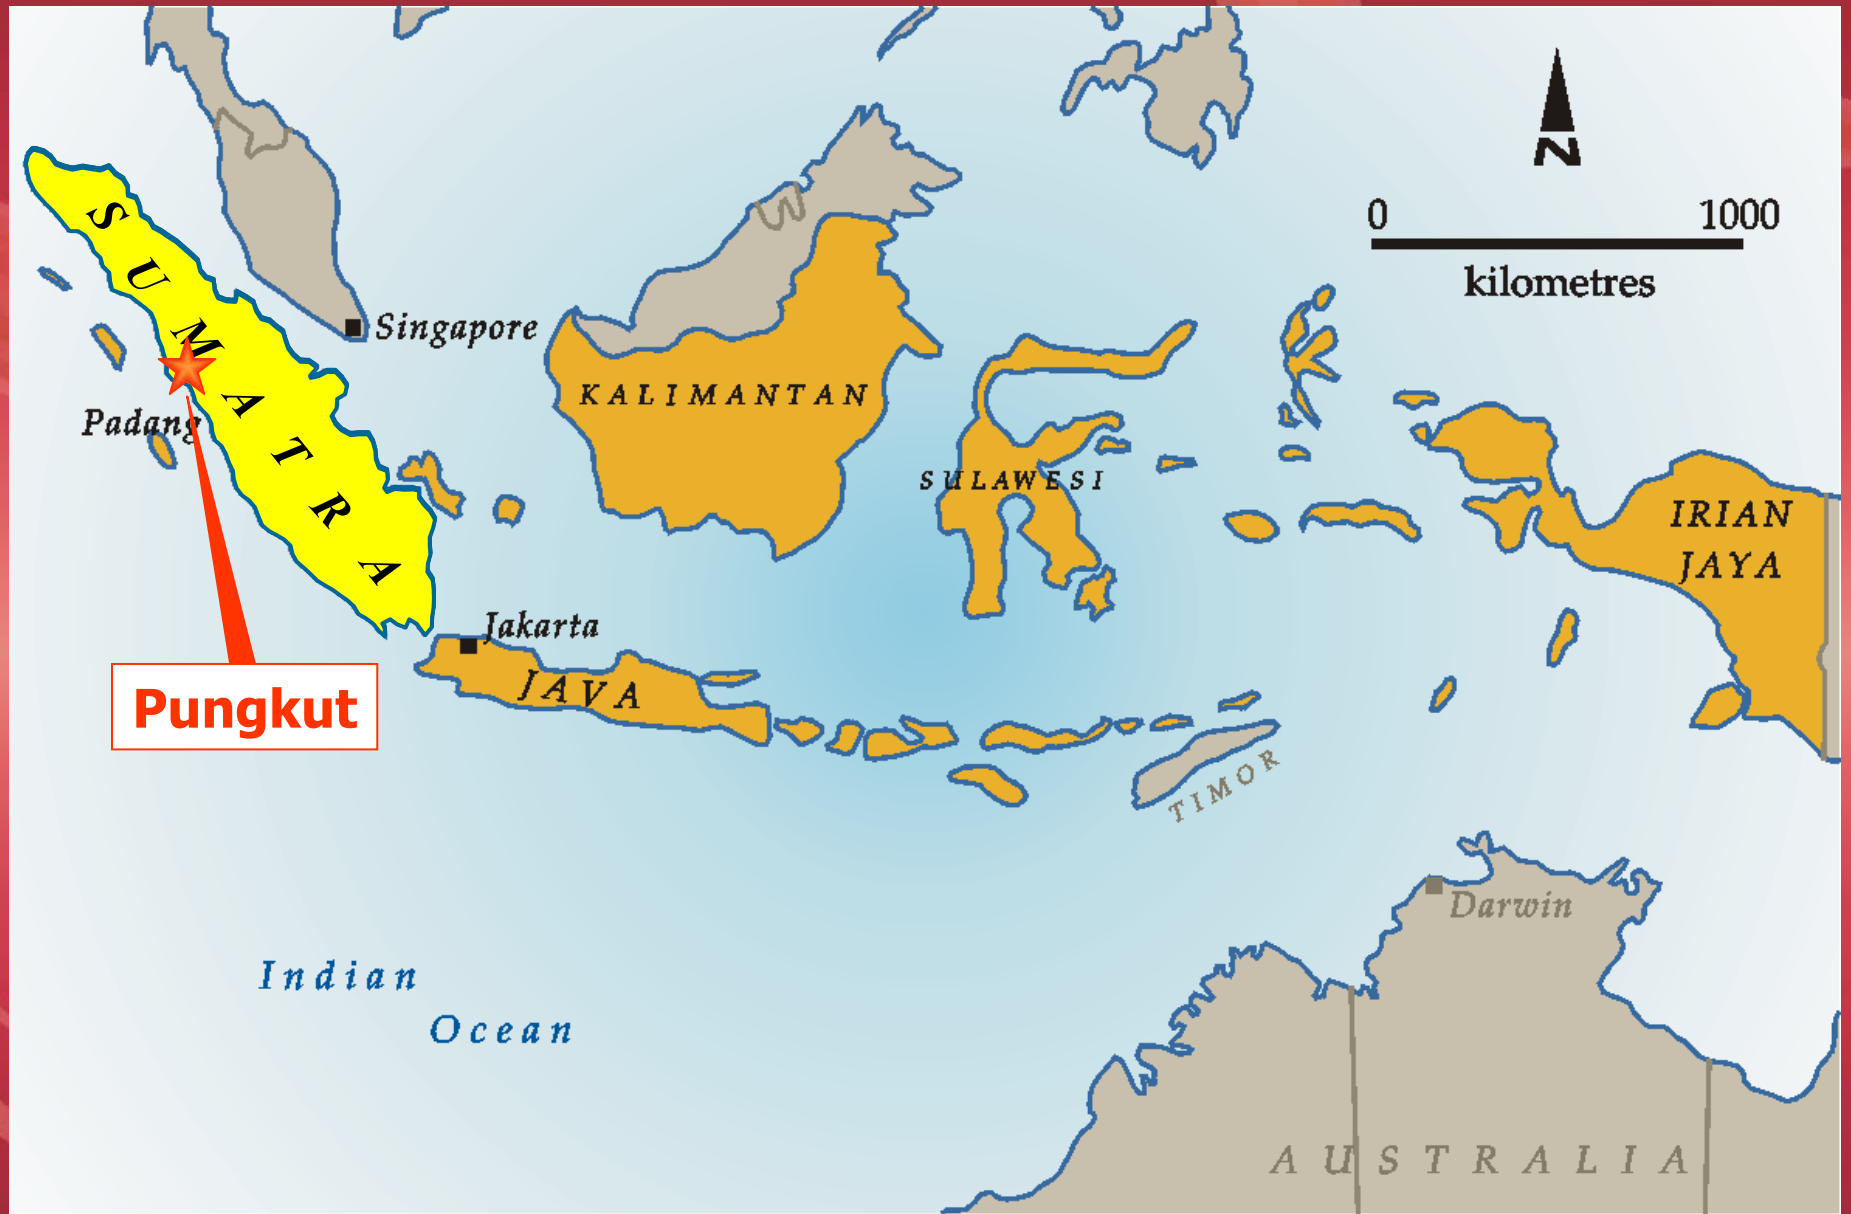 N
0 1000
kilometres
SUMATRA
Singapore
KALIMANTAN
Padang
SULAWESI
IRIAN
JAYA
Jakarta
JAVA
Pungkut
TIMOR
Darwin
Indian
Ocean
AUSTRALIA